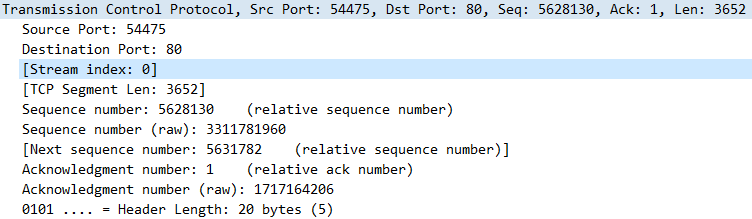 Transmission Control Protocol, Src Port: 54475, Dst Port: 80, Seq: 5628130, Ack: 1, Len: 3652
Source Port: 54475
Destination Port: 80
[Stream index: 0]
[TCP Segment Len: 3652]
Sequence number: 5628130    (relative sequence number)
Sequence number (raw): 3311781960
[Next sequence number: 5631782    (relative sequence number)]
Acknowledgment number: 1    (relative ack number)
Acknowledgment number (raw): 1717164206
0101 .... = Header Length: 20 bytes (5)